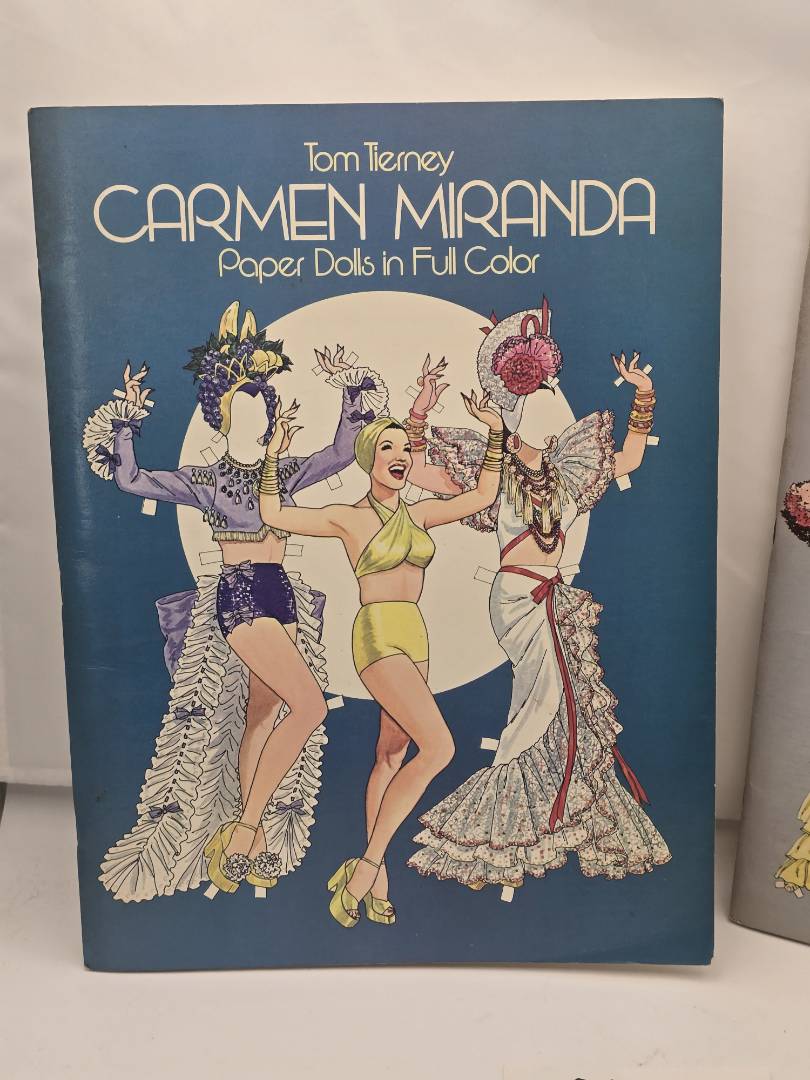 Tom Tierney
CARMEN MIRANDA
Paper Dolls in Full Color